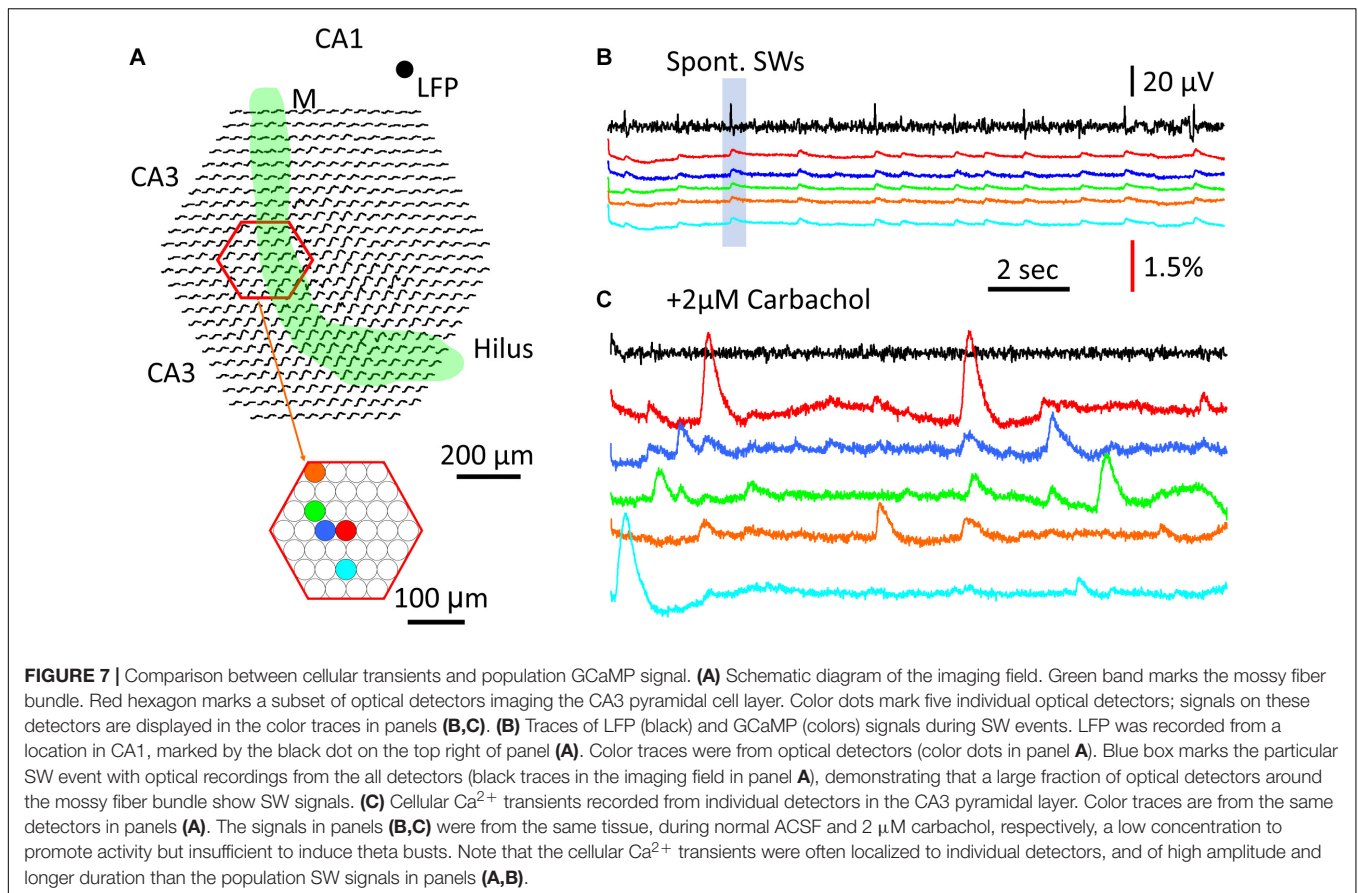 A
CA1
LFP
M
CA3
CA3
Hilus
200 µm
100 µm
B
Spont. SWs
20 µV
2 sec
1.5%
C
+2µM Carbachol
FIGURE 7 | Comparison between cellular transients and population GCaMP signal. (A) Schematic diagram of the imaging field. Green band marks the mossy fiber
bundle. Red hexagon marks a subset of optical detectors imaging the CA3 pyramidal cell layer. Color dots mark five individual optical detectors; signals on these
detectors are displayed in the color traces in panels (B,C). (B) Traces of LFP (black) and GCaMP (colors) signals during SW events. LFP was recorded from a
location in CA1, marked by the black dot on the top right of panel (A). Color traces were from optical detectors (color dots in panel A). Blue box marks the particular
SW event with optical recordings from the all detectors (black traces in the imaging field in panel A), demonstrating that a large fraction of optical detectors around
the mossy fiber bundle show SW signals. (C) Cellular Ca2+ transients recorded from individual detectors in the CA3 pyramidal layer. Color traces are from the same
detectors in panels (A). The signals in panels (B,C) were from the same tissue, during normal ACSF and 2 µM carbachol, respectively, a low concentration to
promote activity but insufficient to induce theta busts. Note that the cellular Ca2+ transients were often localized to individual detectors, and of high amplitude and
longer duration than the population SW signals in panels (A,B).